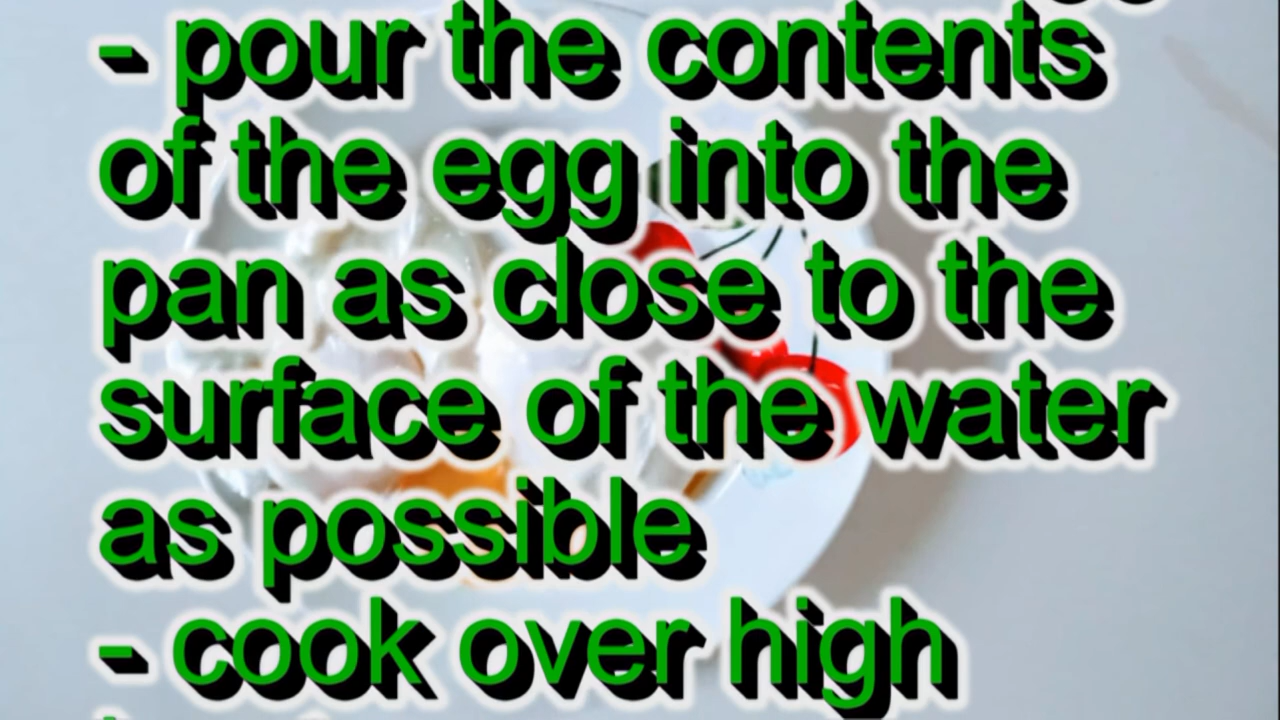 - pour the contents
of the egg into the
pan as close to the
surface of the water
as possible
- cook over high